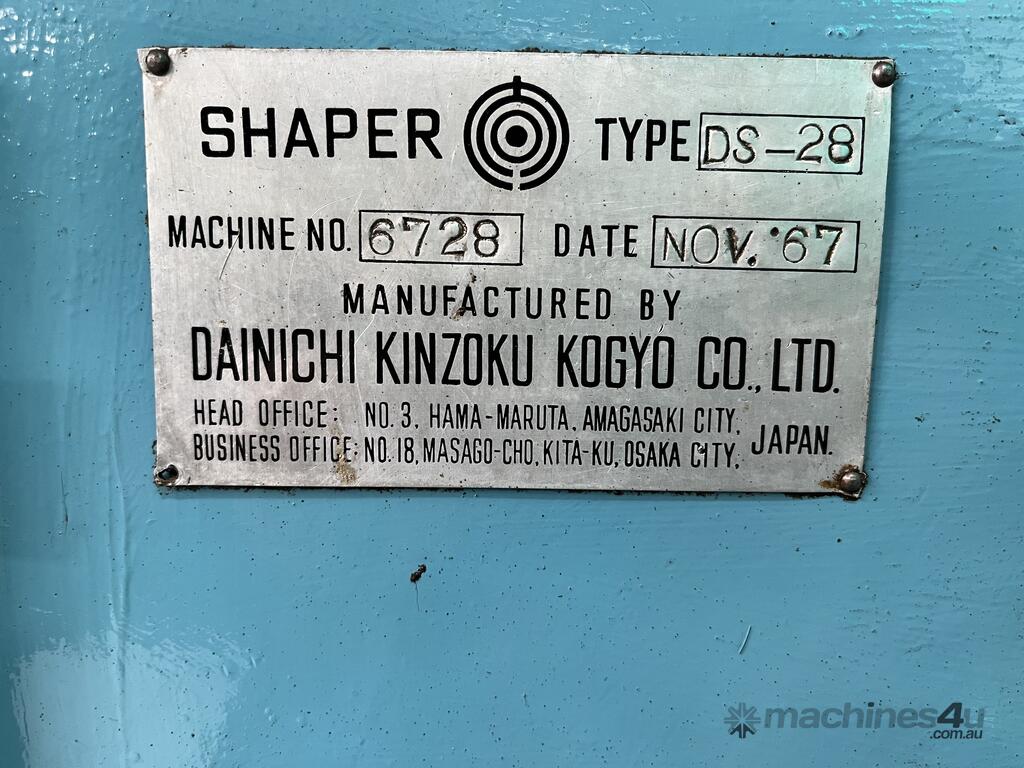 SHAPER TYPE DS-28
MACHINE NO. 6728 DATE NOV. '67
MANUFACTURED BY
DAINICHI KINZOKU KOGYO CO., LTD.
HEAD OFFICE: NO. 3, HAMA-MARUTA, AMAGASAKI CITY,
BUSINESS OFFICE: NO. 18, MASAGO-CHO, KITA-KU, OSAKA CITY, JAPAN.
machines4u
.com.au